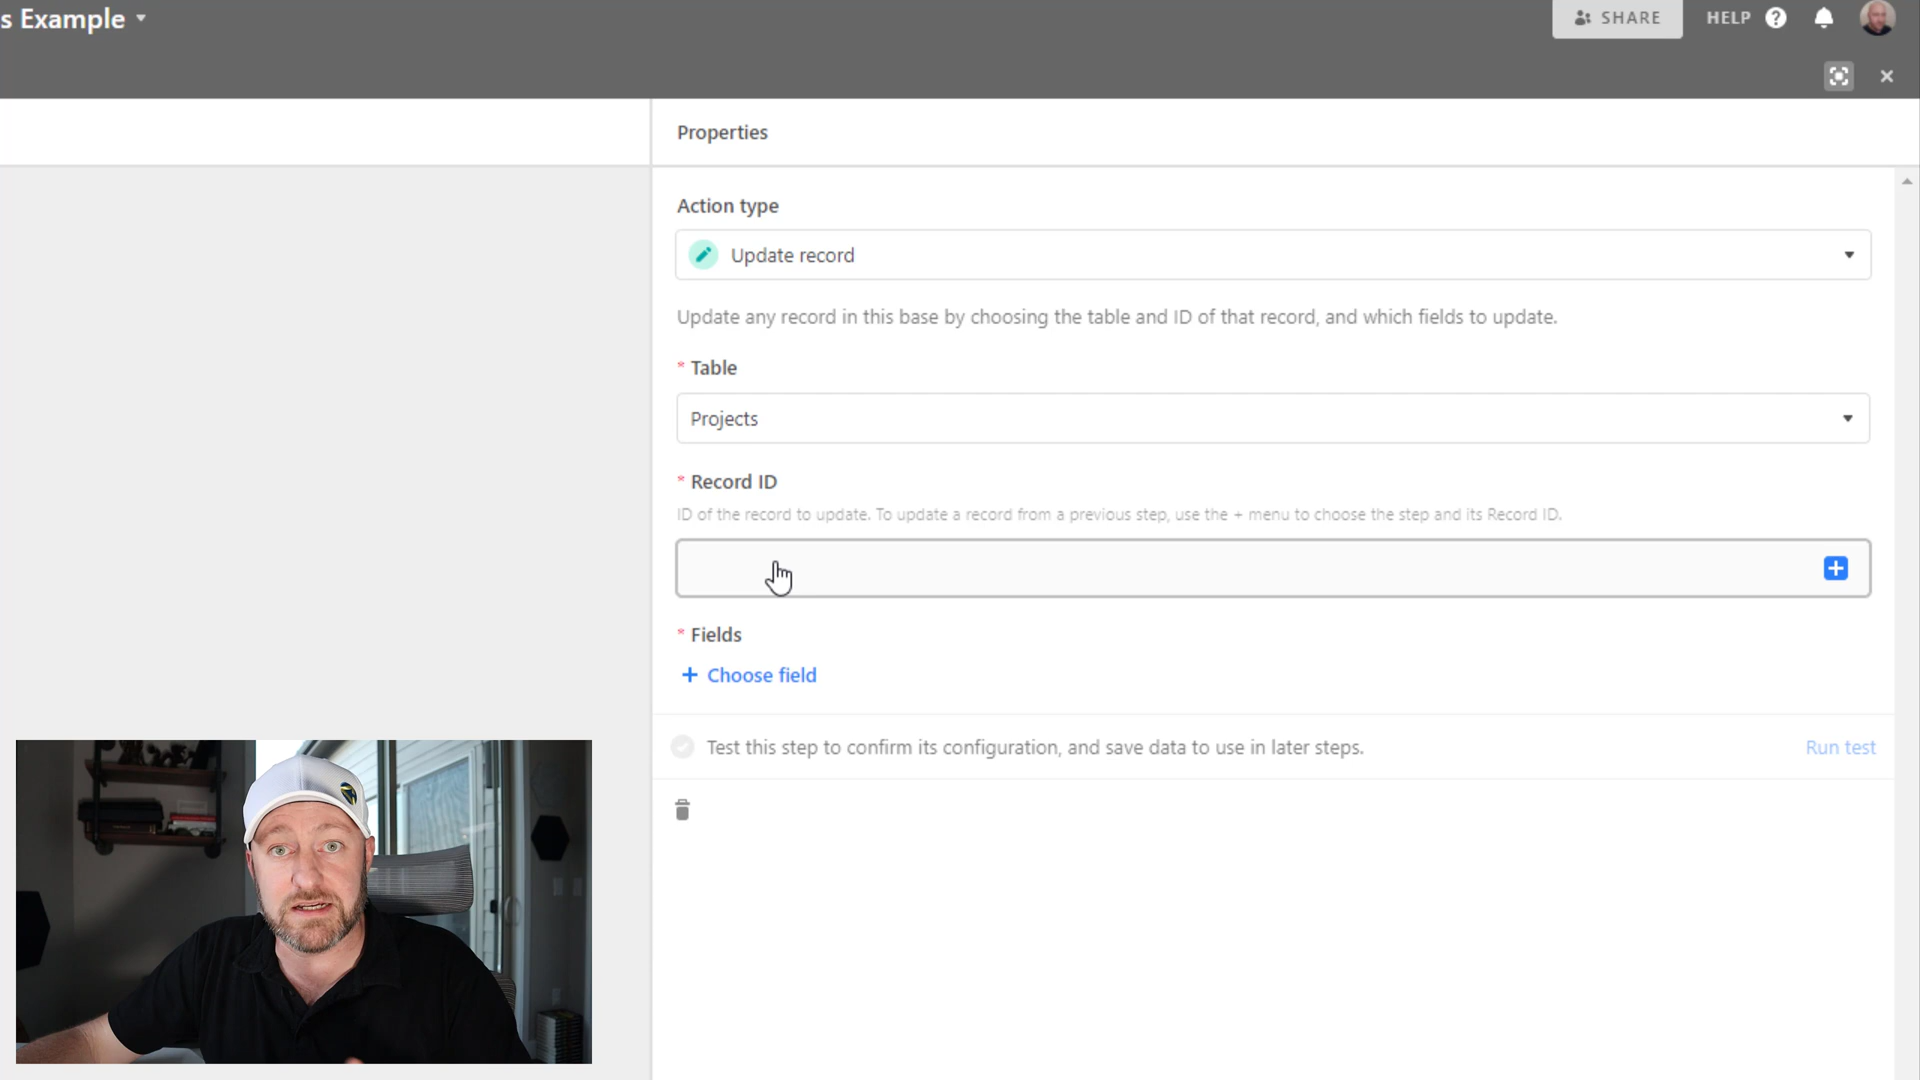 s Example
SHARE
HELP
Properties
Action type
Update record
Update any record in this base by choosing the table and ID of that record, and which fields to update.
* Table
Projects
* Record ID
ID of the record to update. To update a record from a previous step, use the + menu to choose the step and its Record ID.
* Fields
+ Choose field
Test this step to confirm its configuration, and save data to use in later steps.
Run test